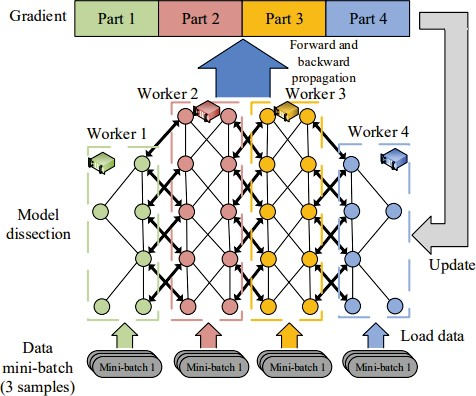 Gradient
Part 1
Part 2
Part 3
Part 4
Forward and
backward
propagation
Worker 2
Worker 3
Worker 1
Worker 4
Model
dissection
Update
Load data
Data
mini-batch
(3 samples)
Mini-batch 1
Mini-batch 1
Mini-batch 1
Mini-batch 1